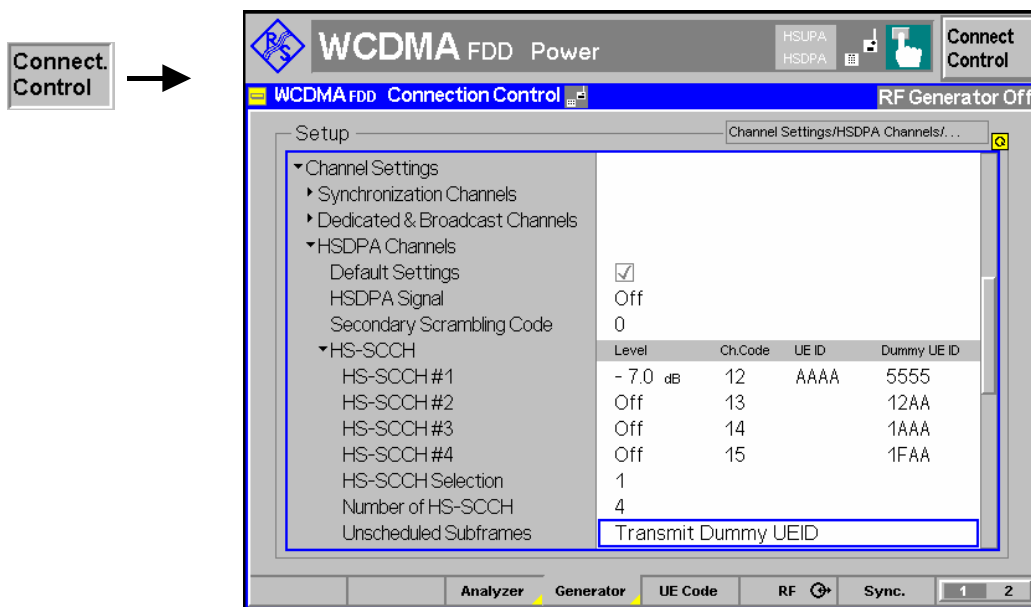 Connect.
Control
R S
WCDMA FDD Power
HSUPA
HSDPA
Connect
Control
WCDMA FDD Connection Control
RF Generator Off
Setup
Channel Settings/HSDPA Channels/...
Channel Settings
Synchronization Channels
Dedicated & Broadcast Channels
HSDPA Channels
Default Settings
HSDPA Signal Off
Secondary Scrambling Code 0
HS-SCCH Level Ch.Code UE ID Dummy UE ID
HS-SCCH #1 - 7.0 dB 12 AAAA 5555
HS-SCCH #2 Off 13 12AA
HS-SCCH #3 Off 14 1AAA
HS-SCCH #4 Off 15 1FAA
HS-SCCH Selection 1
Number of HS-SCCH 4
Unscheduled Subframes Transmit Dummy UEID
Analyzer Generator UE Code RF Sync. 1 2